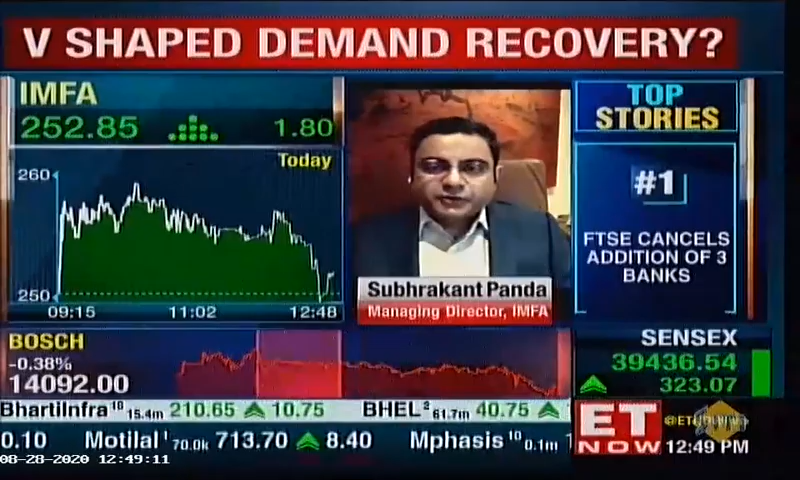 V SHAPED DEMAND RECOVERY?
IMFA
252.85 1.80
Today
260
250
09:15 11:02 12:48
Subhrakant Panda
Managing Director, IMFA
TOP
STORIES
#1
FTSE CANCELS
ADDITION OF 3
BANKS
BOSCH
-0.38%
14092.00
SENSEX
39436.54
323.07
BhartiInfra 10 15.4m 210.65 10.75 BHEL 2 61.7m 40.75
0.10 Motilal 1 70.0k 713.70 8.40 Mphasis 10 0.1m
ET
NOW
12:49 PM
08-28-2020 12:49:11